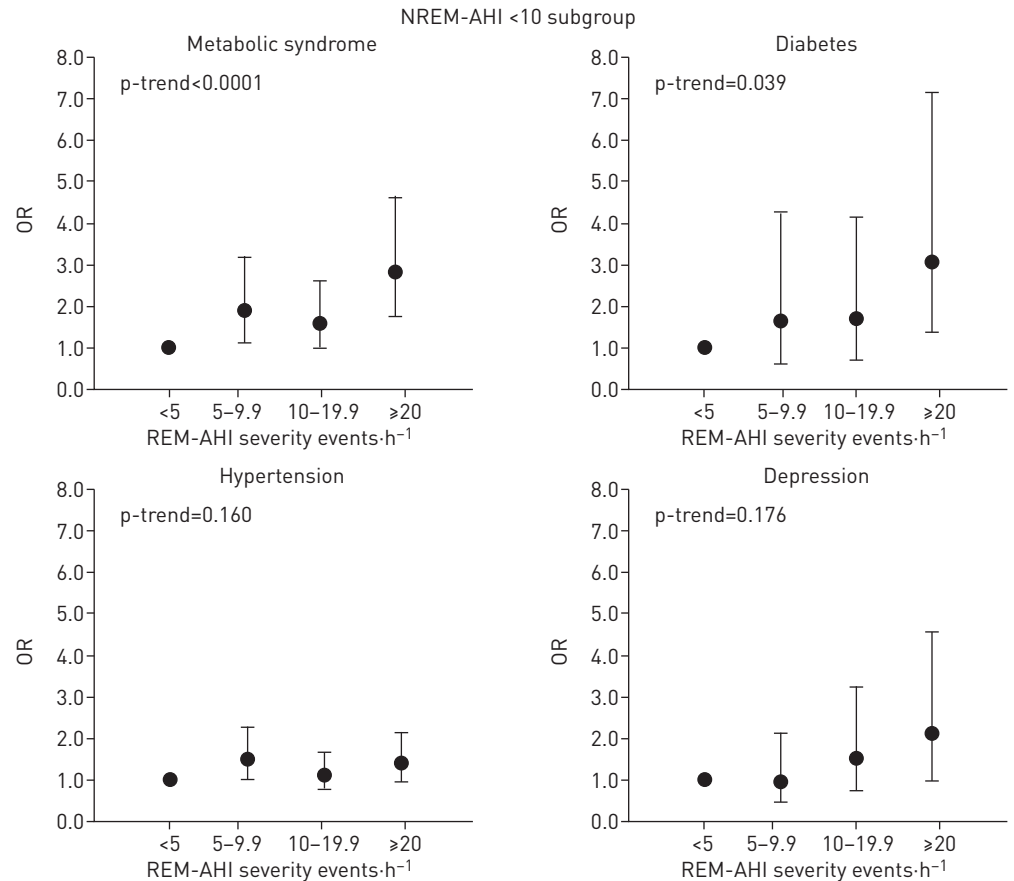 NREM-AHI <10 subgroup
Metabolic syndrome
p-trend<0.0001
OR
8.0
7.0
6.0
5.0
4.0
3.0
2.0
1.0
0.0
<5 5–9.9 10–19.9 ≥20
REM-AHI severity events·h⁻¹
Diabetes
p-trend=0.039
OR
8.0
7.0
6.0
5.0
4.0
3.0
2.0
1.0
0.0
<5 5–9.9 10–19.9 ≥20
REM-AHI severity events·h⁻¹
Hypertension
p-trend=0.160
OR
8.0
7.0
6.0
5.0
4.0
3.0
2.0
1.0
0.0
<5 5–9.9 10–19.9 ≥20
REM-AHI severity events·h⁻¹
Depression
p-trend=0.176
OR
8.0
7.0
6.0
5.0
4.0
3.0
2.0
1.0
0.0
<5 5–9.9 10–19.9 ≥20
REM-AHI severity events·h⁻¹